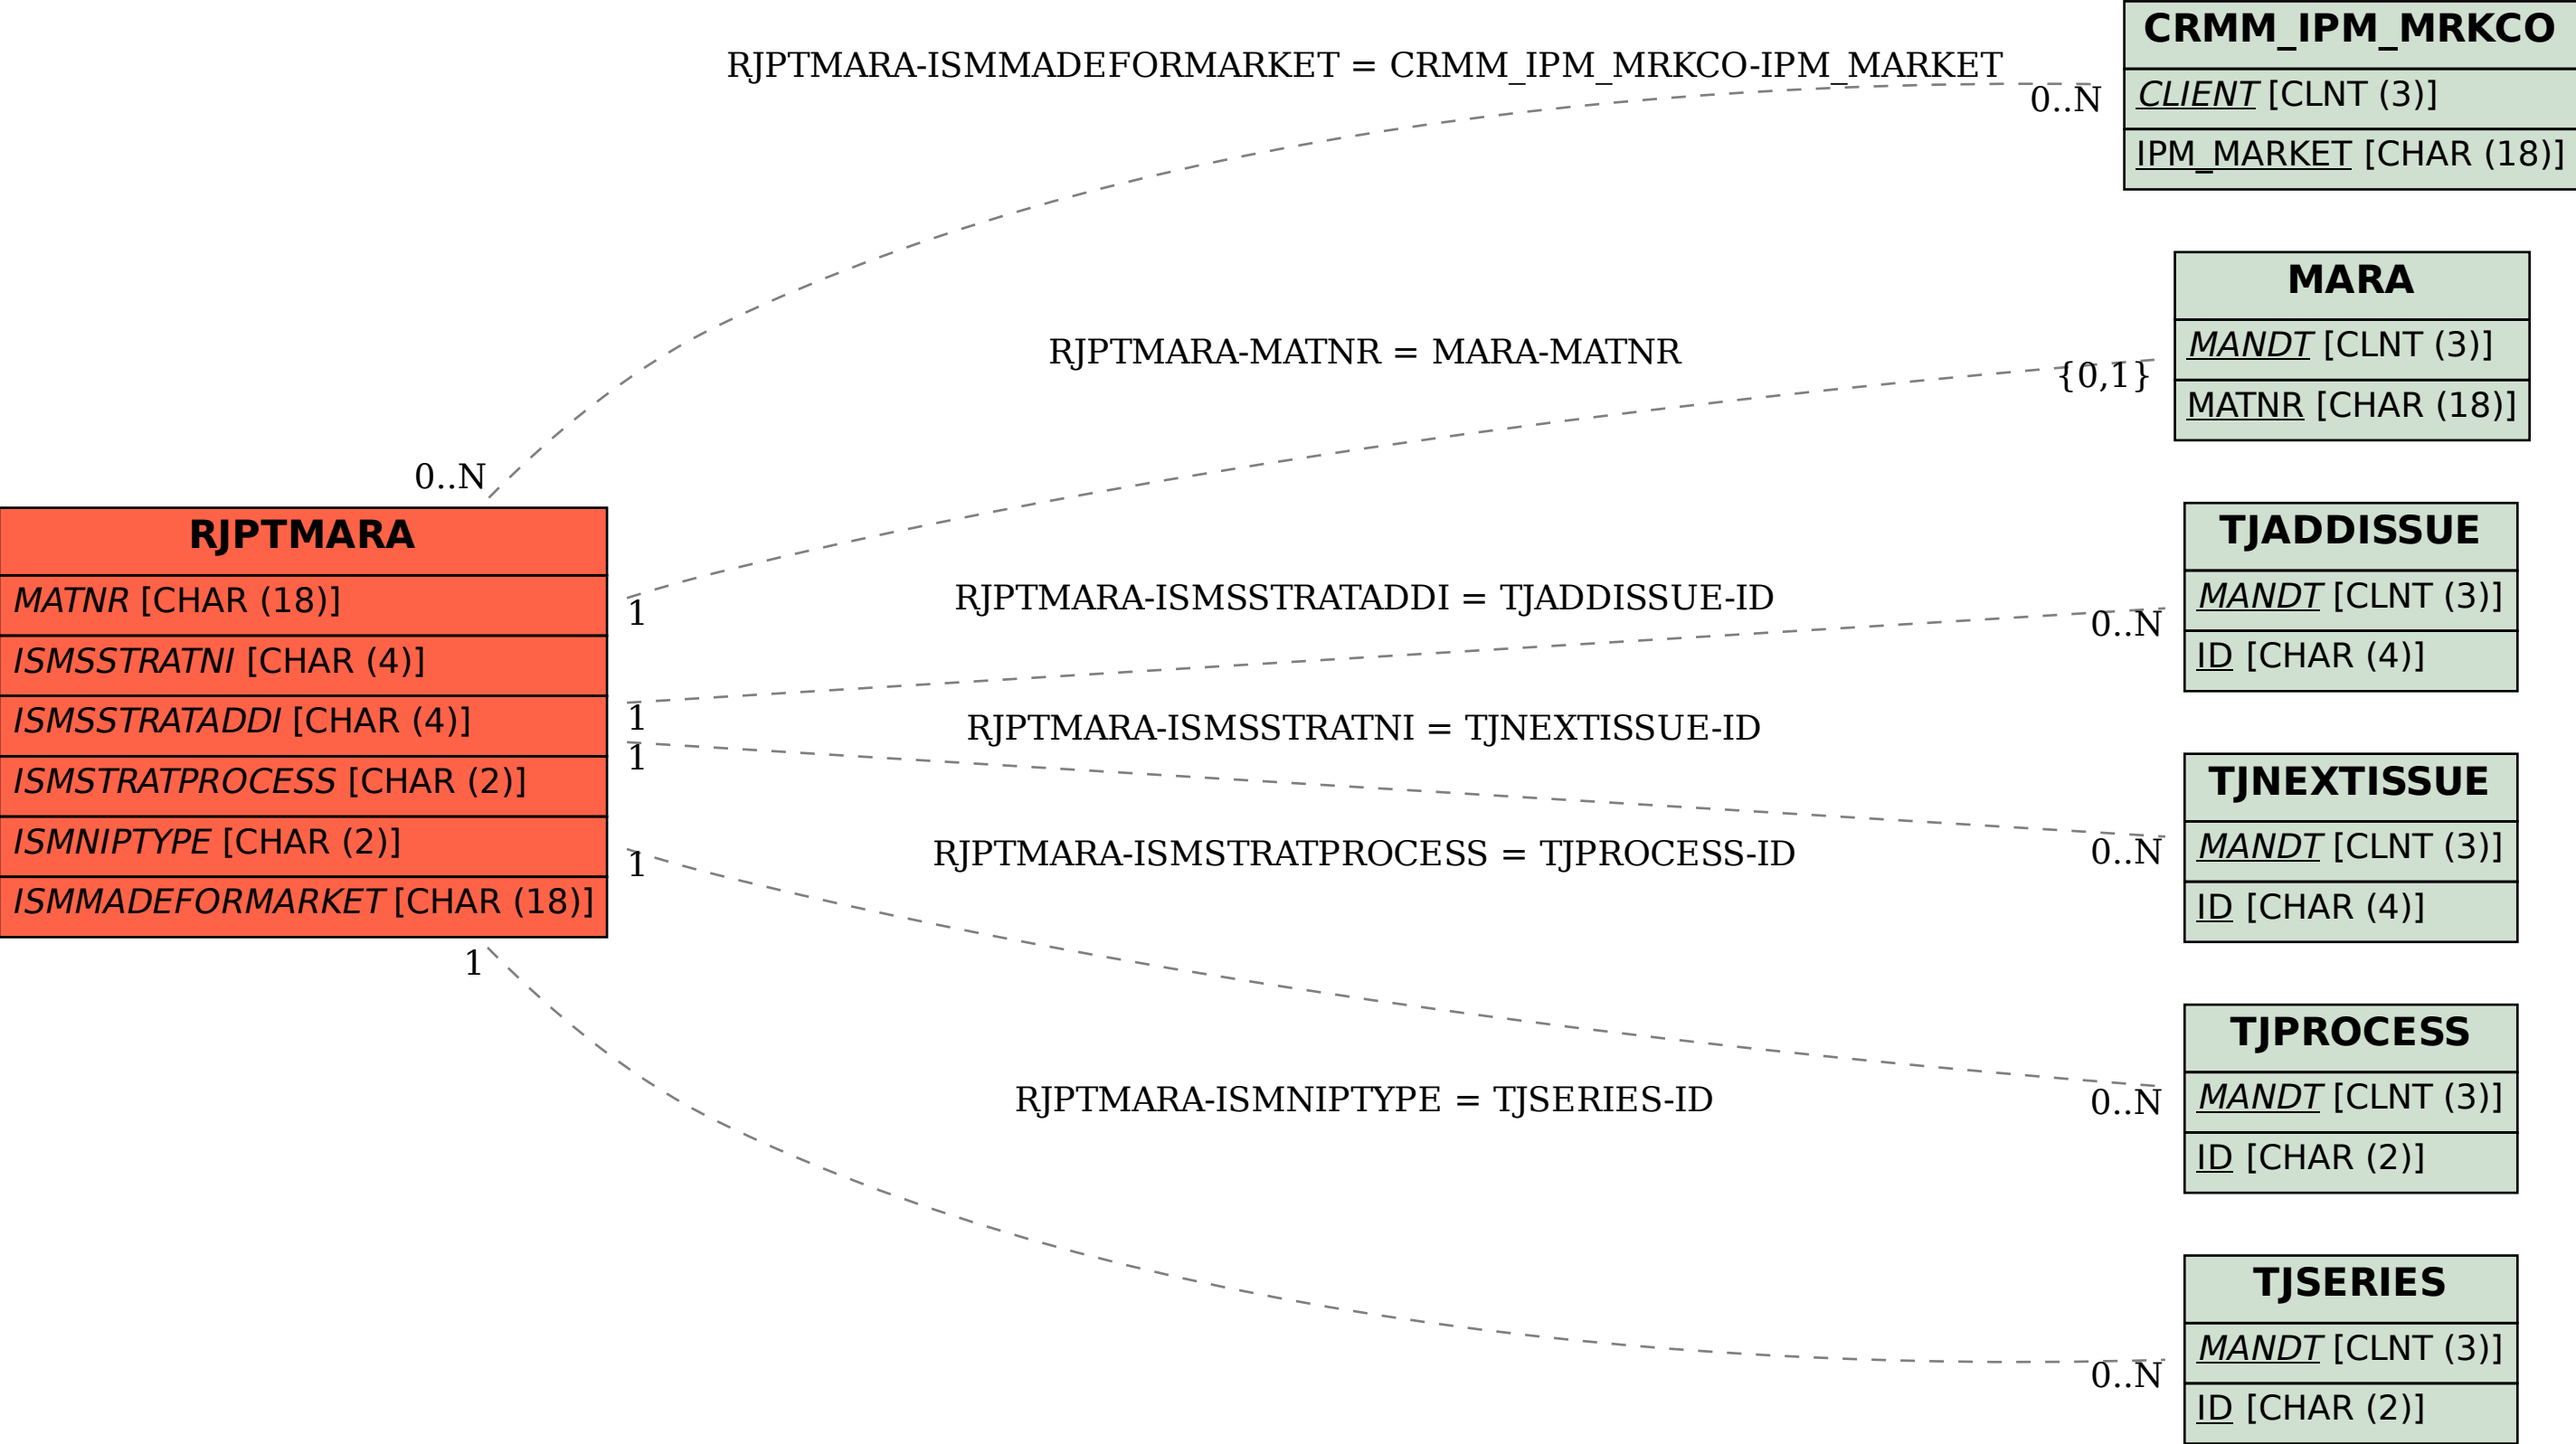 CRMM_IPM_MRKCO
CLIENT [CLNT (3)]
IPM_MARKET [CHAR (18)]
RJPTMARA-ISMMADEFORMARKET = CRMM_IPM_MRKCO-IPM_MARKET
0..N
0..N
MARA
MANDT [CLNT (3)]
MATNR [CHAR (18)]
RJPTMARA-MATNR = MARA-MATNR
{0,1}
1
RJPTMARA
MATNR [CHAR (18)]
ISMSSTRATNI [CHAR (4)]
ISMSSTRATADDI [CHAR (4)]
ISMSTRATPROCESS [CHAR (2)]
ISMNIPTYPE [CHAR (2)]
ISMMADEFORMARKET [CHAR (18)]
TJADDISSUE
MANDT [CLNT (3)]
ID [CHAR (4)]
RJPTMARA-ISMSSTRATADDI = TJADDISSUE-ID
0..N
1
RJPTMARA-ISMSSTRATNI = TJNEXTISSUE-ID
1
0..N
TJNEXTISSUE
MANDT [CLNT (3)]
ID [CHAR (4)]
RJPTMARA-ISMSTRATPROCESS = TJPROCESS-ID
1
0..N
TJPROCESS
MANDT [CLNT (3)]
ID [CHAR (2)]
RJPTMARA-ISMNIPTYPE = TJSERIES-ID
1
0..N
TJSERIES
MANDT [CLNT (3)]
ID [CHAR (2)]